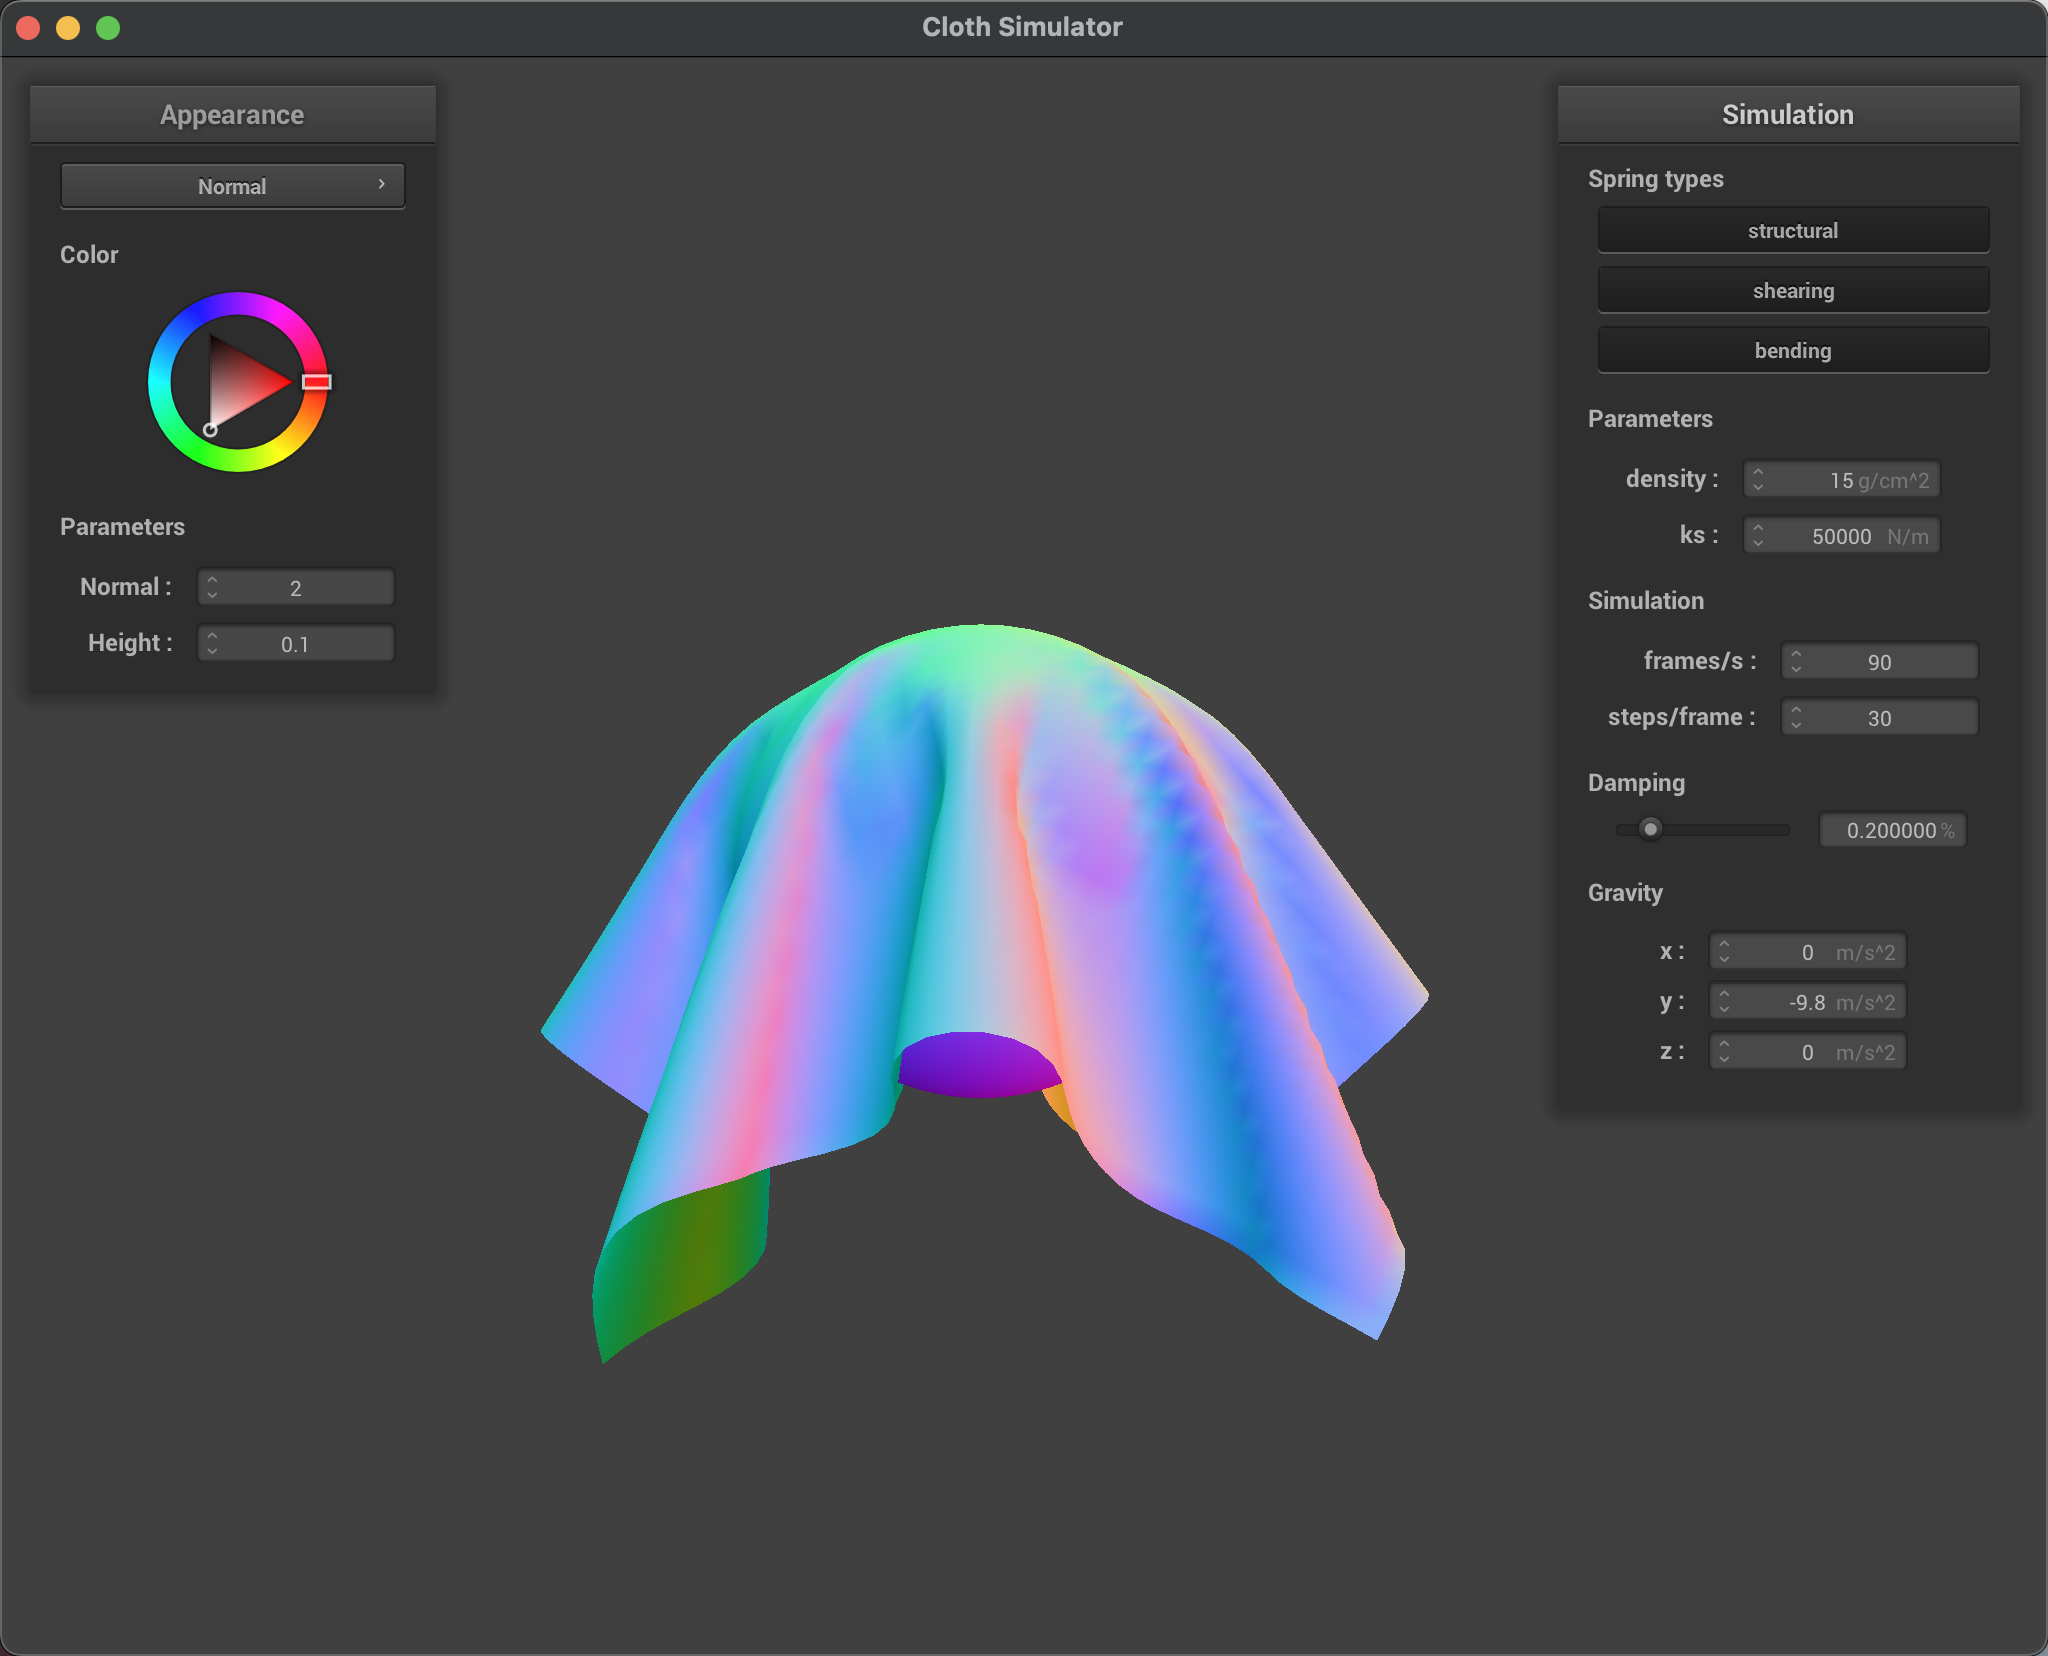 Cloth Simulator
Appearance
Normal
Color
Parameters
Normal : 2
Height : 0.1
Simulation
Spring types
structural
shearing
bending
Parameters
density : 15 g/cm^2
ks : 50000 N/m
Simulation
frames/s : 90
steps/frame : 30
Damping
0.200000 %
Gravity
x : 0 m/s^2
y : -9.8 m/s^2
z : 0 m/s^2